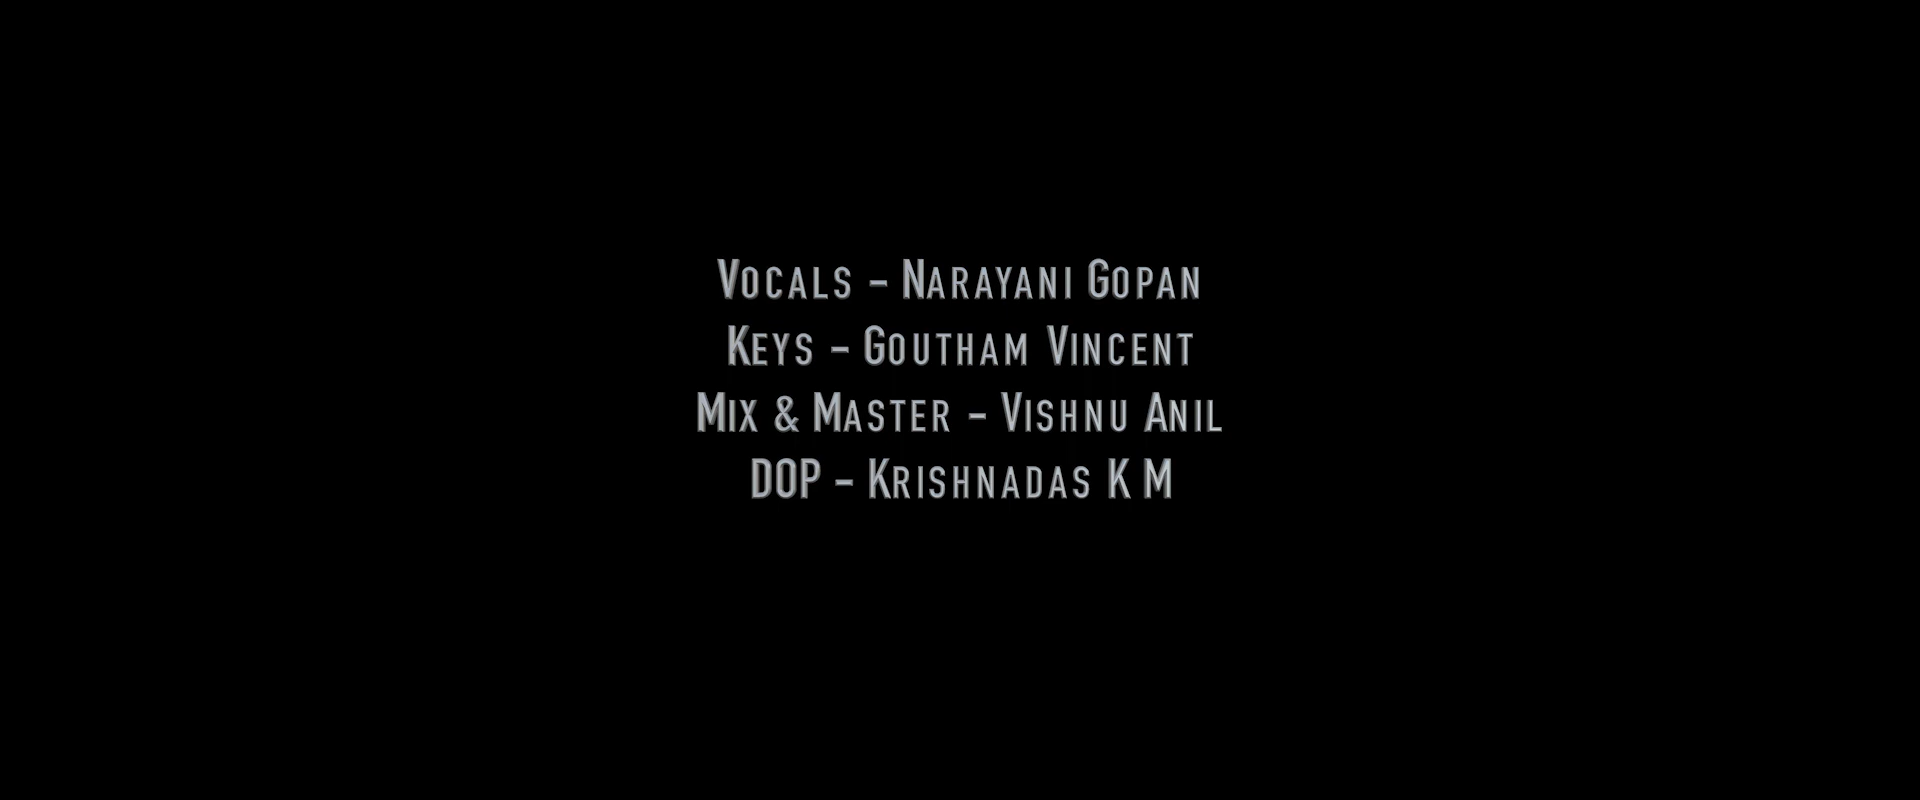 Vocals – Narayani Gopan
Keys – Goutham Vincent
Mix & Master – Vishnu Anil
DOP – Krishnadas K M